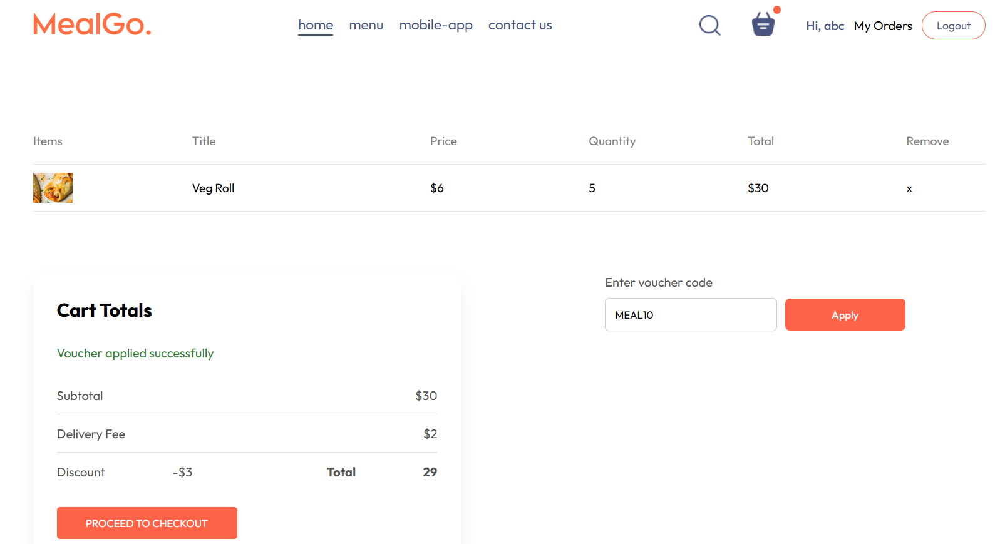 MealGo.
home menu mobile-app contact us
Hi, abc My Orders Logout
Items Title Price Quantity Total Remove
Veg Roll $6 5 $30 x
Enter voucher code
MEAL10 Apply
Cart Totals
Voucher applied successfully
Subtotal $30
Delivery Fee $2
Discount -$3 Total 29
PROCEED TO CHECKOUT